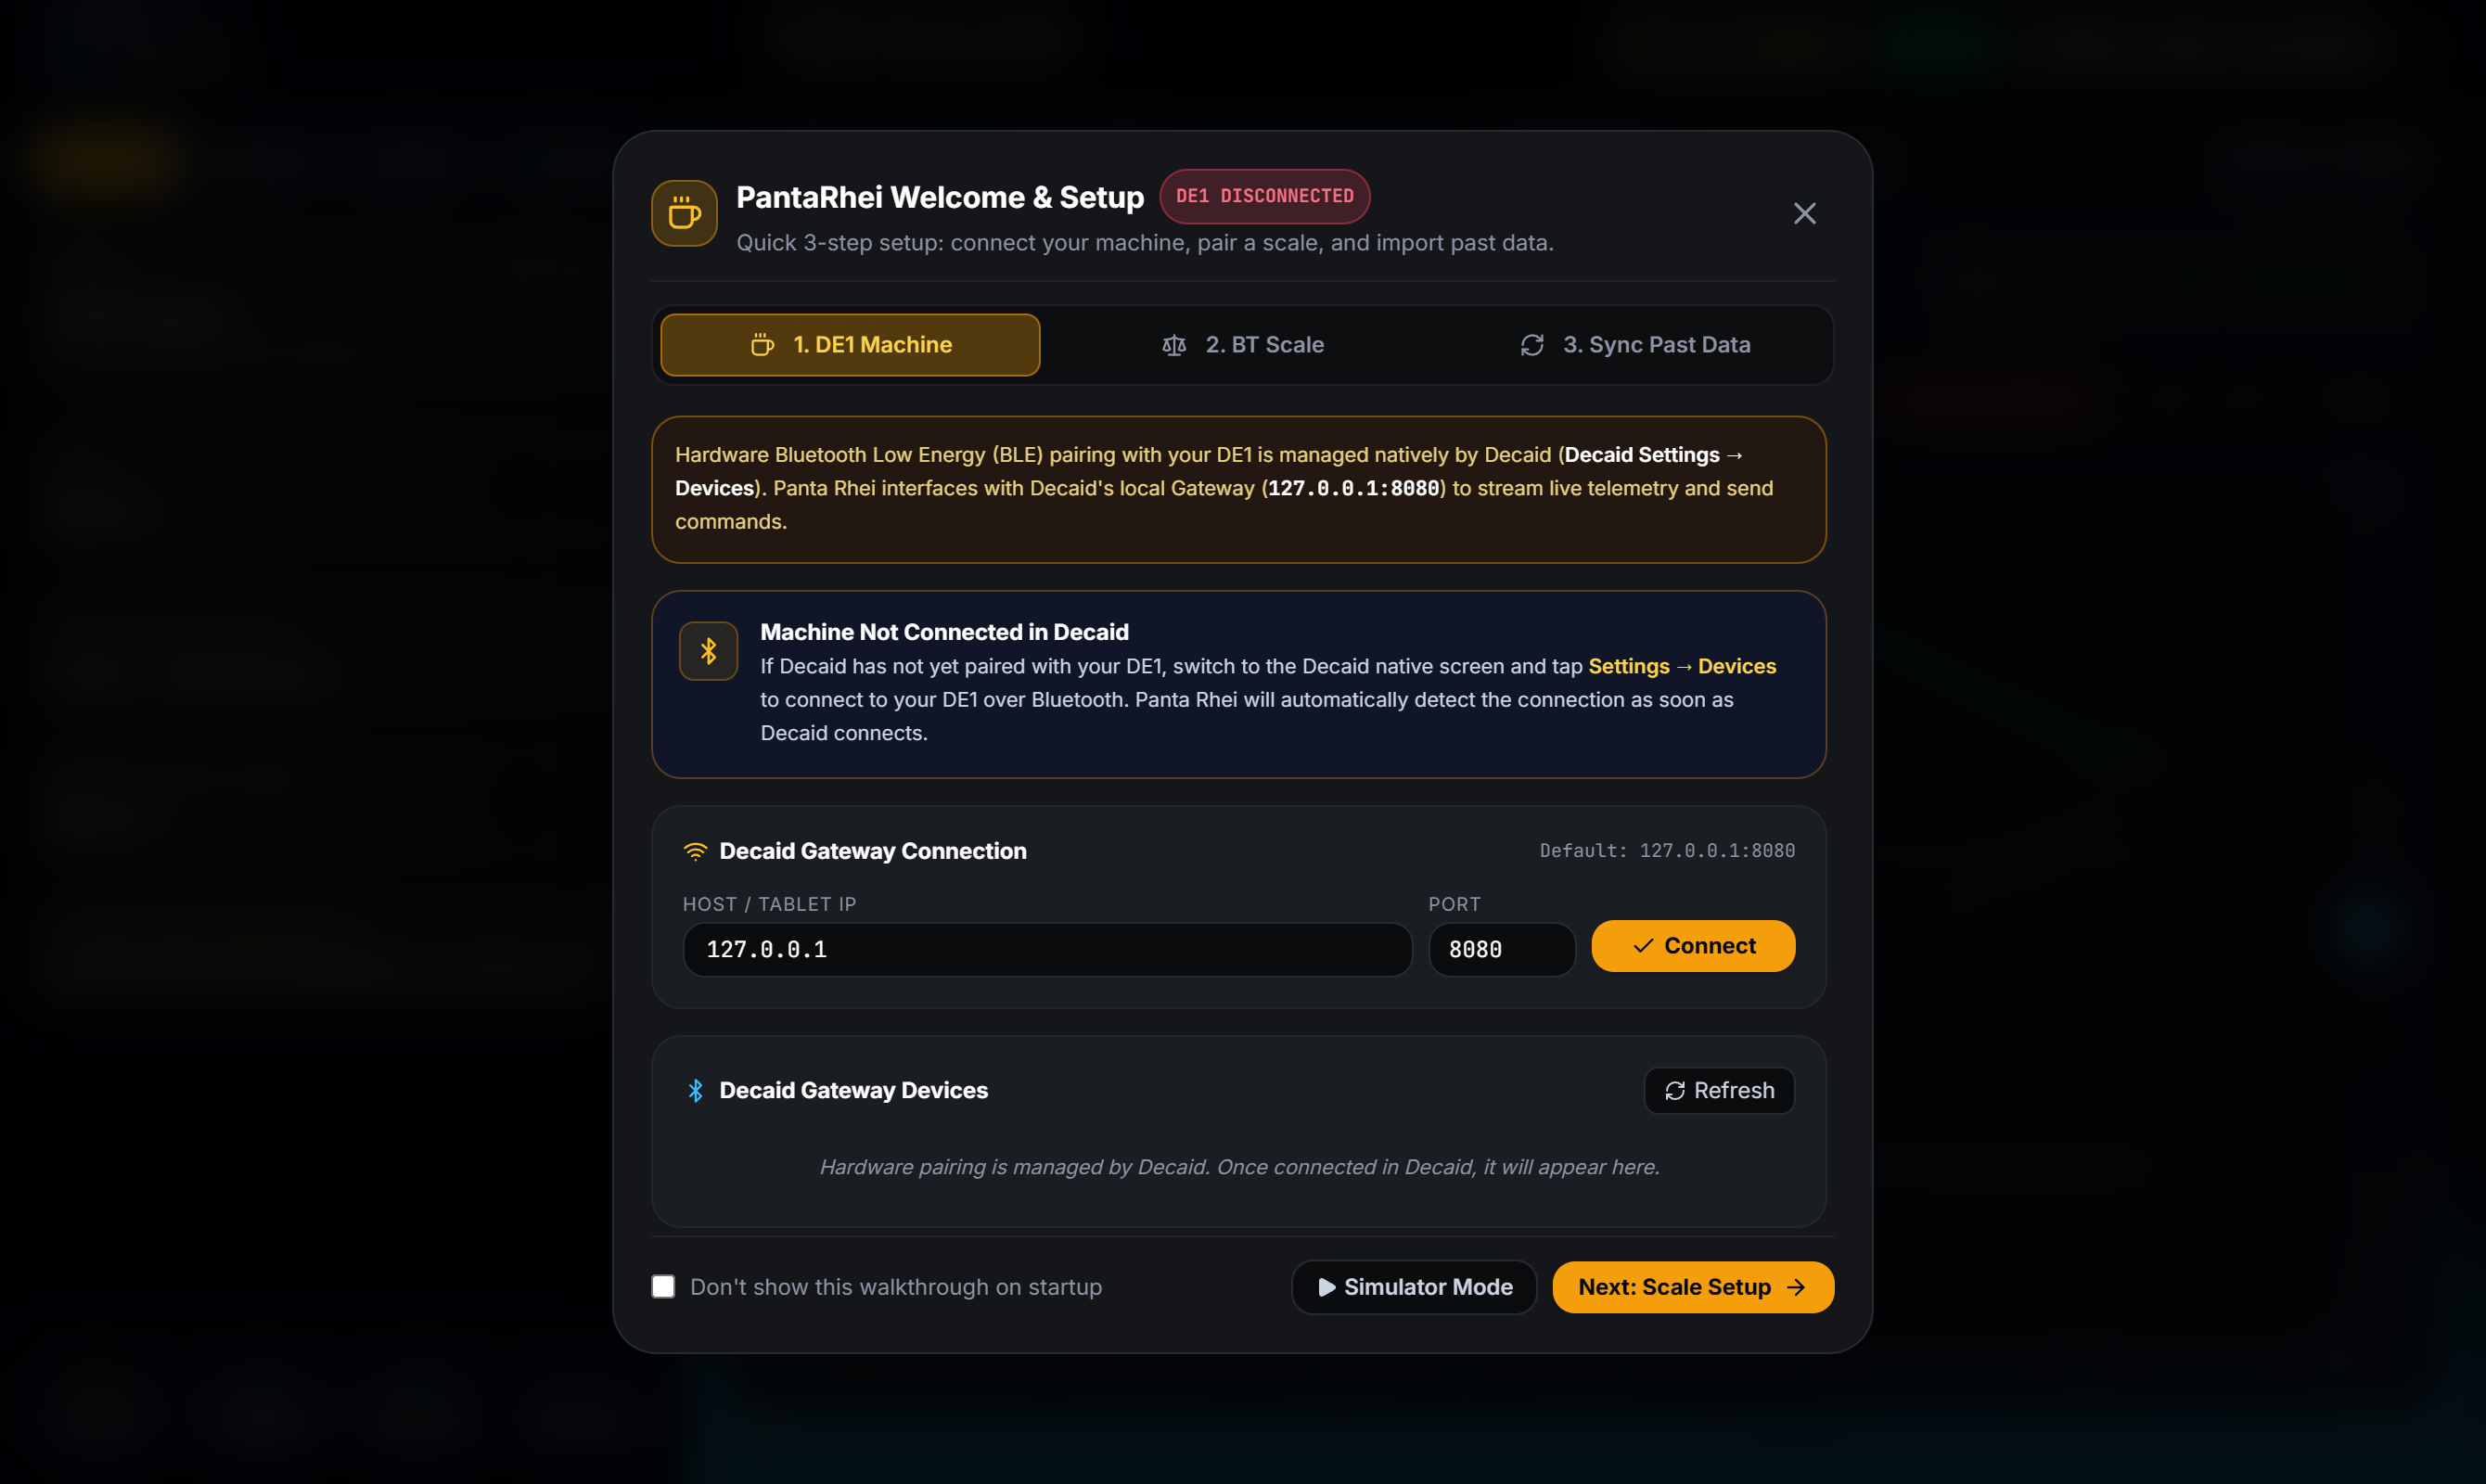 PantaRhei Welcome & Setup DE1 DISCONNECTED
Quick 3-step setup: connect your machine, pair a scale, and import past data.
1. DE1 Machine 2. BT Scale 3. Sync Past Data
Hardware Bluetooth Low Energy (BLE) pairing with your DE1 is managed natively by Decaid (Decaid Settings →
Devices). Panta Rhei interfaces with Decaid's local Gateway (127.0.0.1:8080) to stream live telemetry and send
commands.
Machine Not Connected in Decaid
If Decaid has not yet paired with your DE1, switch to the Decaid native screen and tap Settings → Devices
to connect to your DE1 over Bluetooth. Panta Rhei will automatically detect the connection as soon as
Decaid connects.
Decaid Gateway Connection Default: 127.0.0.1:8080
HOST / TABLET IP PORT
127.0.0.1 8080 Connect
Decaid Gateway Devices Refresh
Hardware pairing is managed by Decaid. Once connected in Decaid, it will appear here.
Don't show this walkthrough on startup Simulator Mode Next: Scale Setup →